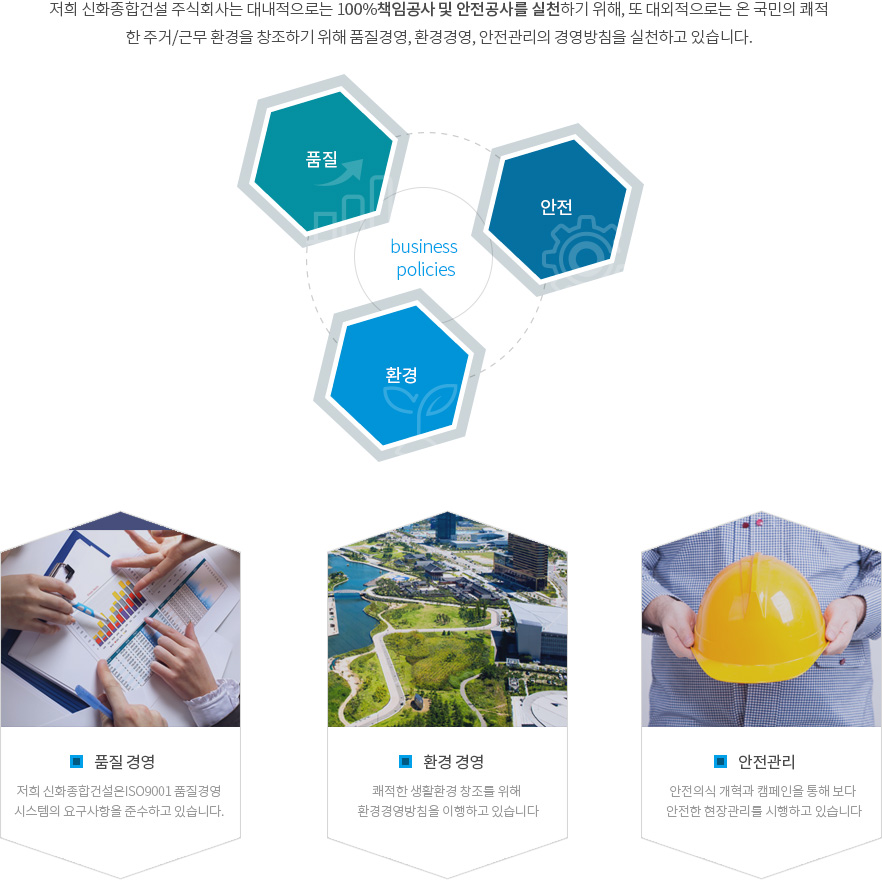 저희 신화종합건설 주식회사는 대내적으로는 100%책임공사 및 안전공사를 실천하기 위해, 또 대외적으로는 온 국민의 쾌적
한 주거/근무 환경을 창조하기 위해 품질경영, 환경경영, 안전관리의 경영방침을 실천하고 있습니다.
품질
안전
business
policies
환경
품질 경영
저희 신화종합건설은ISO9001 품질경영
시스템의 요구사항을 준수하고 있습니다.
환경 경영
쾌적한 생활환경 창조를 위해
환경경영방침을 이행하고 있습니다
안전관리
안전의식 개혁과 캠페인을 통해 보다
안전한 현장관리를 시행하고 있습니다